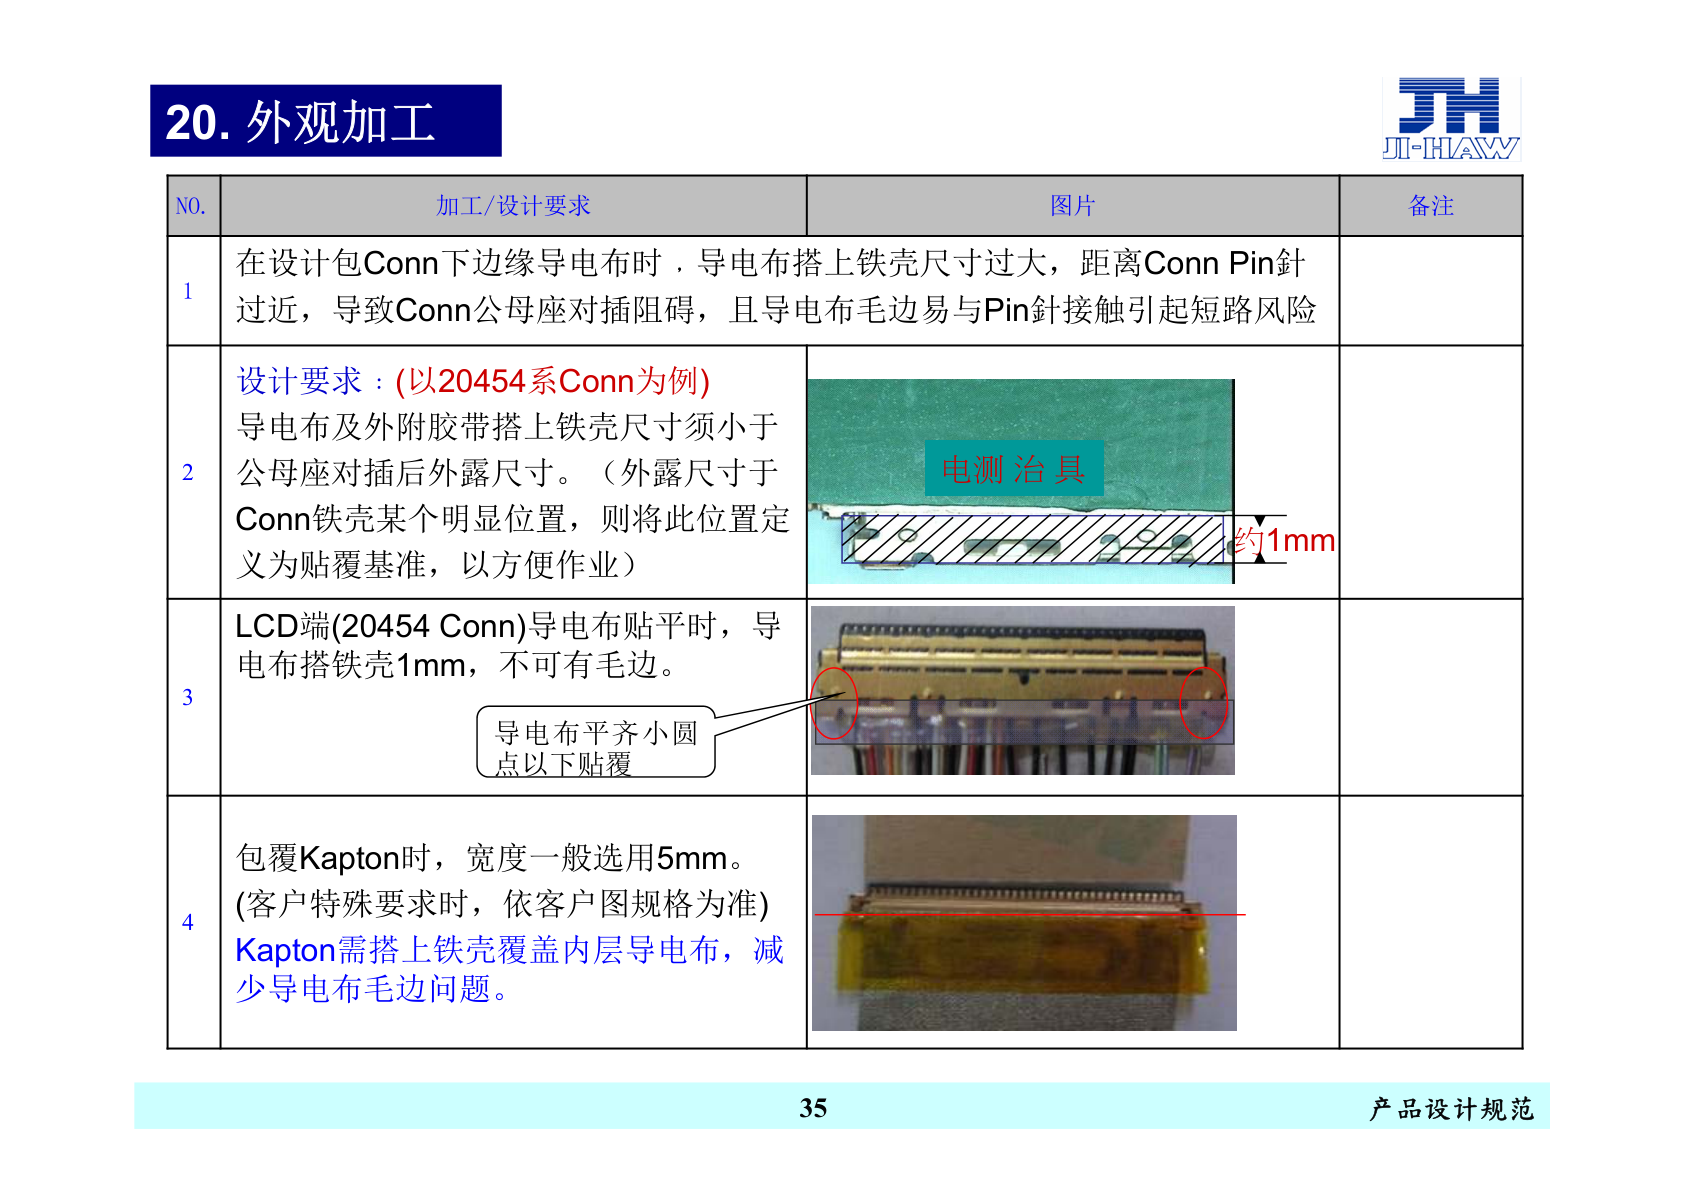 20. 外观加工
JH
JI-HAW
NO.
加工/设计要求
图片
备注
1
在设计包Conn下边缘导电布时﹐导电布搭上铁壳尺寸过大，距离Conn Pin針
过近，导致Conn公母座对插阻碍，且导电布毛边易与Pin針接触引起短路风险
2
设计要求﹕(以20454系Conn为例)
导电布及外附胶带搭上铁壳尺寸须小于
公母座对插后外露尺寸。（外露尺寸于
Conn铁壳某个明显位置，则将此位置定
义为贴覆基准，以方便作业）
电测 治 具
约1mm
3
LCD端(20454 Conn)导电布贴平时，导
电布搭铁壳1mm，不可有毛边。
导电布平齐小圆
点以下贴覆
4
包覆Kapton时，宽度一般选用5mm。
(客户特殊要求时，依客户图规格为准)
Kapton需搭上铁壳覆盖内层导电布，减
少导电布毛边问题。
35
产品设计规范